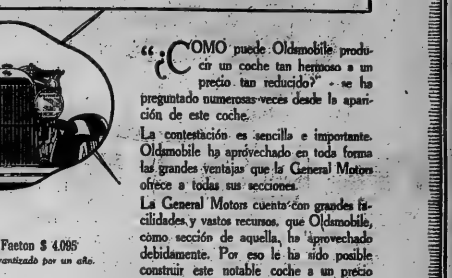 “¿COMO puede Oldsmobile produ-
cir un coche tan hermoso a un
precio tan reducido?” - se ha
preguntado numerosas veces desde la apari-
ción de este coche.
La contestación es sencilla e importante.
Oldsmobile ha aprovechado en toda forma
las grandes ventajas que la General Motors
ofrece a todas sus secciones.
La General Motors cuenta con grandes fa-
cilidades y vastos recursos, que Oldsmobile,
como sección de aquella, ha aprovechado
debidamente. Por eso le ha sido posible
construir este notable coche a un precio
Faeton $ 4.095
rantizado por un año.